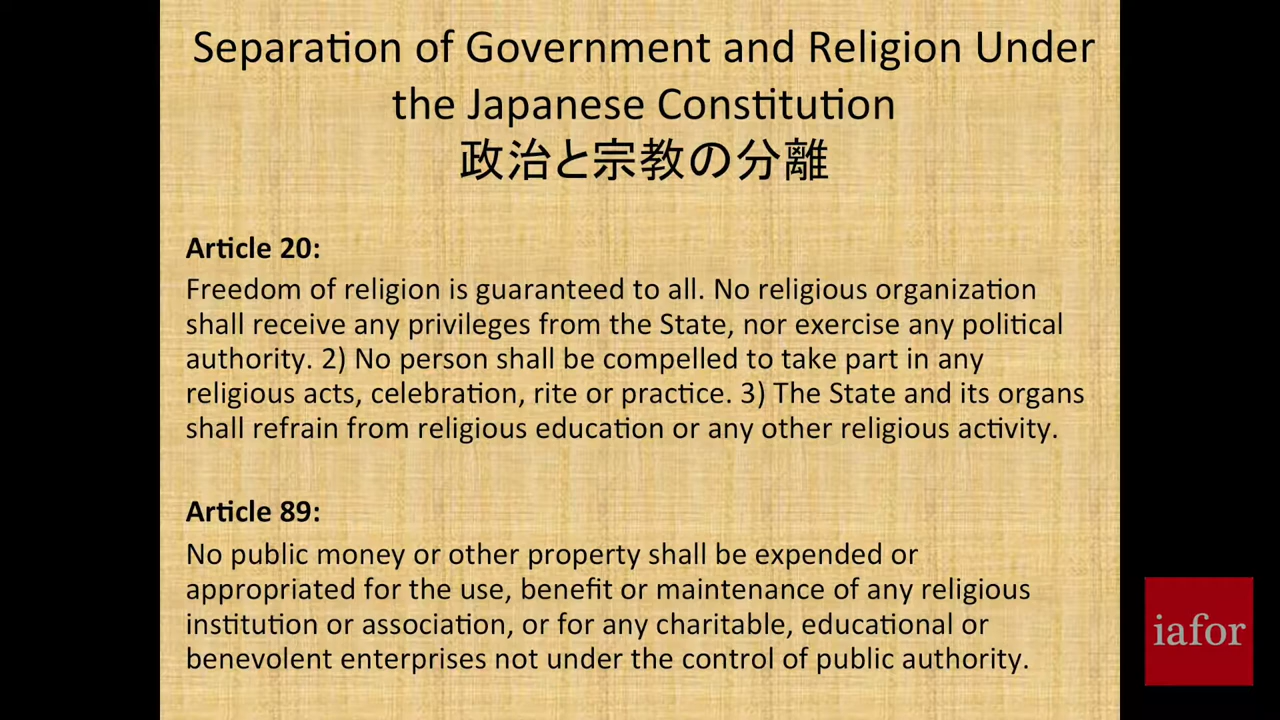 Separation of Government and Religion Under
the Japanese Constitution
政治と宗教の分離
Article 20:
Freedom of religion is guaranteed to all. No religious organization
shall receive any privileges from the State, nor exercise any political
authority. 2) No person shall be compelled to take part in any
religious acts, celebration, rite or practice. 3) The State and its organs
shall refrain from religious education or any other religious activity.
Article 89:
No public money or other property shall be expended or
appropriated for the use, benefit or maintenance of any religious
institution or association, or for any charitable, educational or
benevolent enterprises not under the control of public authority.
iafor